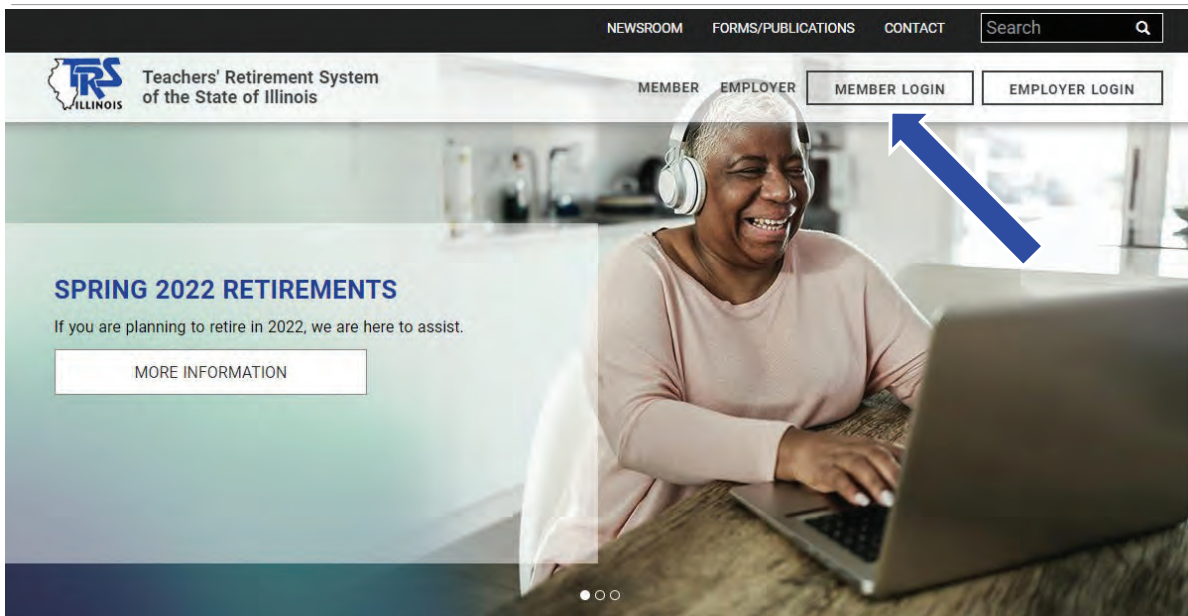 NEWSROOM FORMS/PUBLICATIONS CONTACT Search
TRS
ILLINOIS
Teachers' Retirement System
of the State of Illinois
MEMBER EMPLOYER MEMBER LOGIN EMPLOYER LOGIN
SPRING 2022 RETIREMENTS
If you are planning to retire in 2022, we are here to assist.
MORE INFORMATION